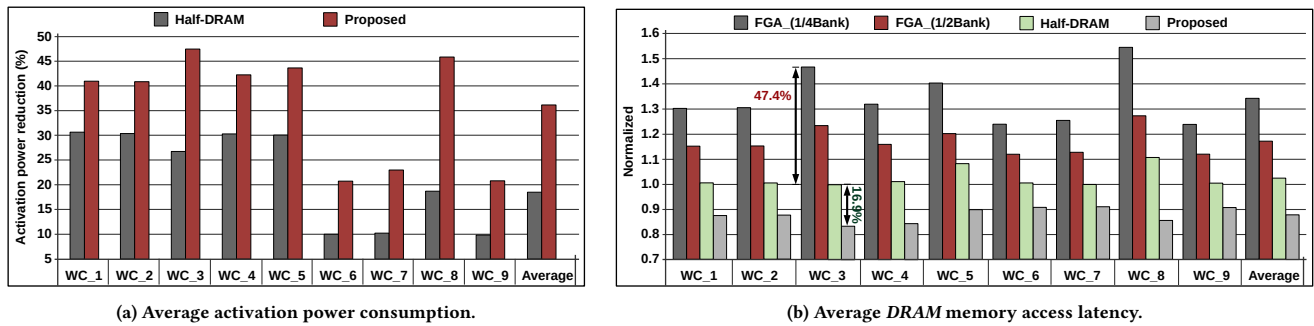 Half-DRAM Proposed
Activation power reduction (%)
50
45
40
35
30
25
20
15
10
5
WC_1 WC_2 WC_3 WC_4 WC_5 WC_6 WC_7 WC_8 WC_9 Average
(a) Average activation power consumption.
FGA_(1/4Bank) FGA_(1/2Bank) Half-DRAM Proposed
Normalized
1.6
1.5
1.4
1.3
1.2
1.1
1.0
0.9
0.8
0.7
47.4%
16.9%
WC_1 WC_2 WC_3 WC_4 WC_5 WC_6 WC_7 WC_8 WC_9 Average
(b) Average DRAM memory access latency.